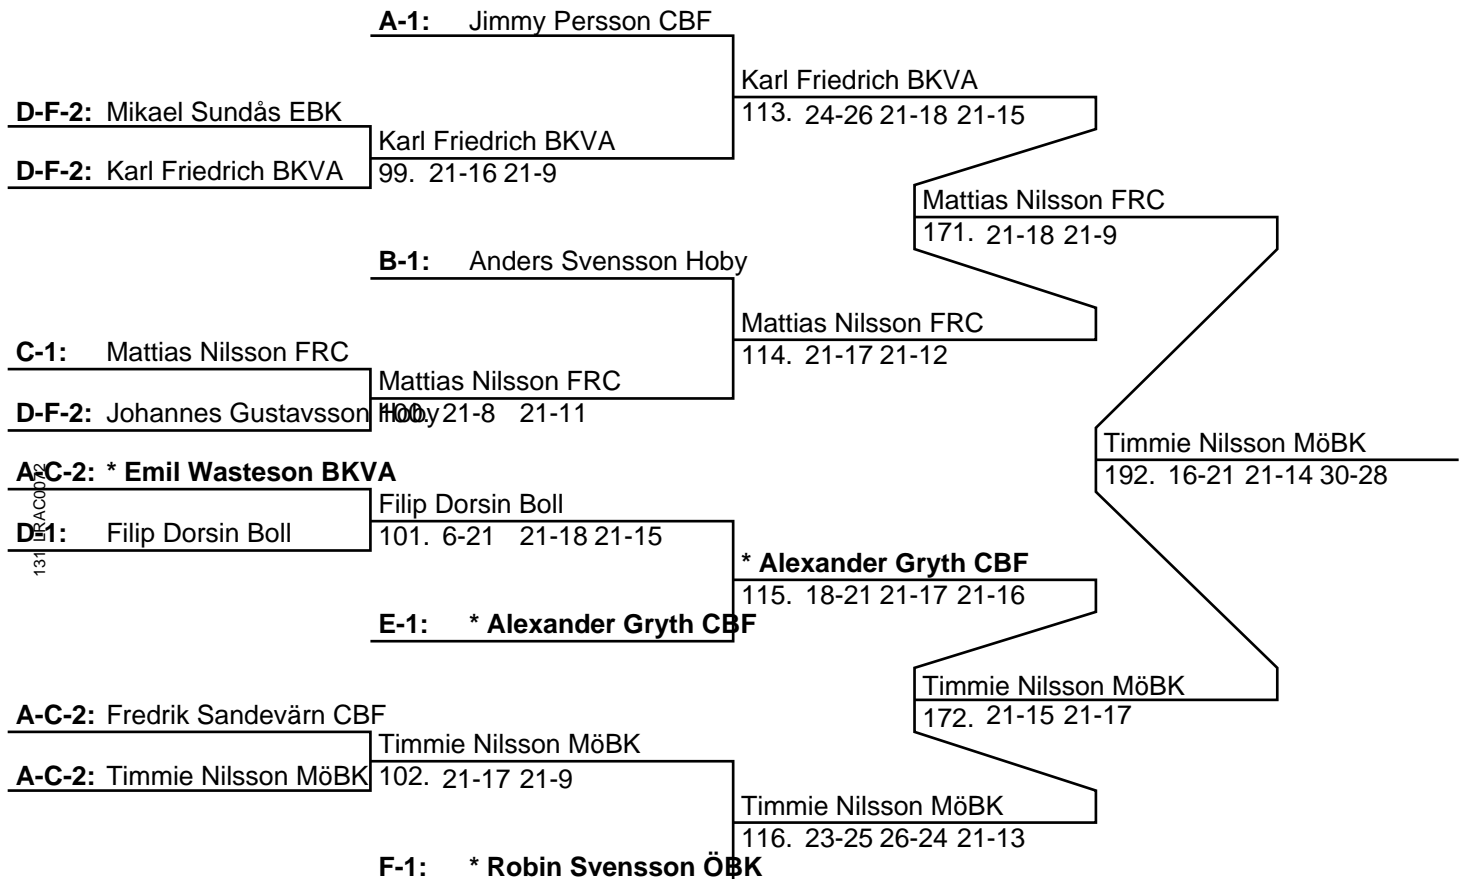 A-1: Jimmy Persson CBF
Karl Friedrich BKVA
113. 24-26 21-18 21-15
D-F-2: Mikael Sundås EBK
Karl Friedrich BKVA
99. 21-16 21-9
D-F-2: Karl Friedrich BKVA
Mattias Nilsson FRC
171. 21-18 21-9
B-1: Anders Svensson Hoby
Mattias Nilsson FRC
114. 21-17 21-12
C-1: Mattias Nilsson FRC
Mattias Nilsson FRC
100. 21-8 21-11
D-F-2: Johannes Gustavsson Hoby
Timmie Nilsson MöBK
192. 16-21 21-14 30-28
A-C-2: * Emil Wasteson BKVA
Filip Dorsin Boll
101. 6-21 21-18 21-15
D-1: Filip Dorsin Boll
* Alexander Gryth CBF
115. 18-21 21-17 21-16
E-1: * Alexander Gryth CBF
Timmie Nilsson MöBK
172. 21-15 21-17
A-C-2: Fredrik Sandevärn CBF
Timmie Nilsson MöBK
102. 21-17 21-9
A-C-2: Timmie Nilsson MöBK
Timmie Nilsson MöBK
116. 23-25 26-24 21-13
F-1: * Robin Svensson ÖBK